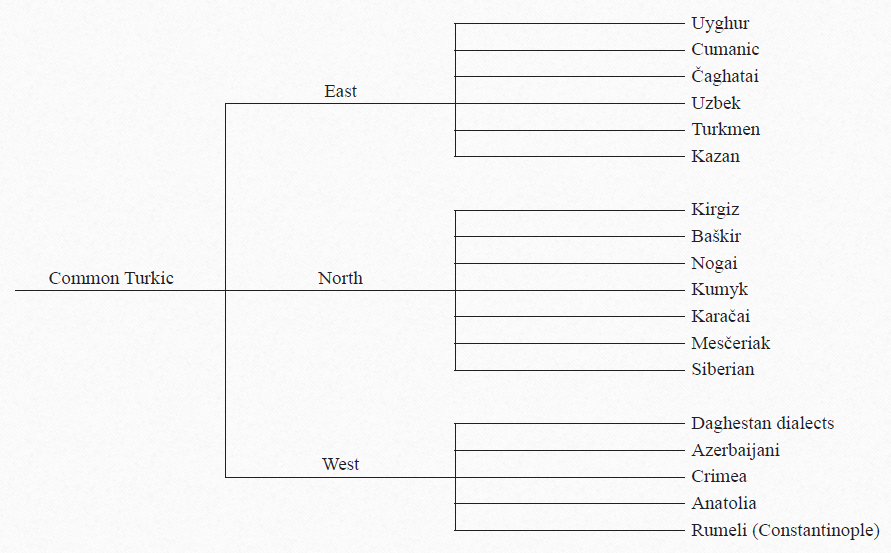 Common Turkic
East
Uyghur
Cumanic
Čaghatai
Uzbek
Turkmen
Kazan
North
Kirgiz
Baškir
Nogai
Kumyk
Karačai
Mesčeriak
Siberian
West
Daghestan dialects
Azerbaijani
Crimea
Anatolia
Rumeli (Constantinople)